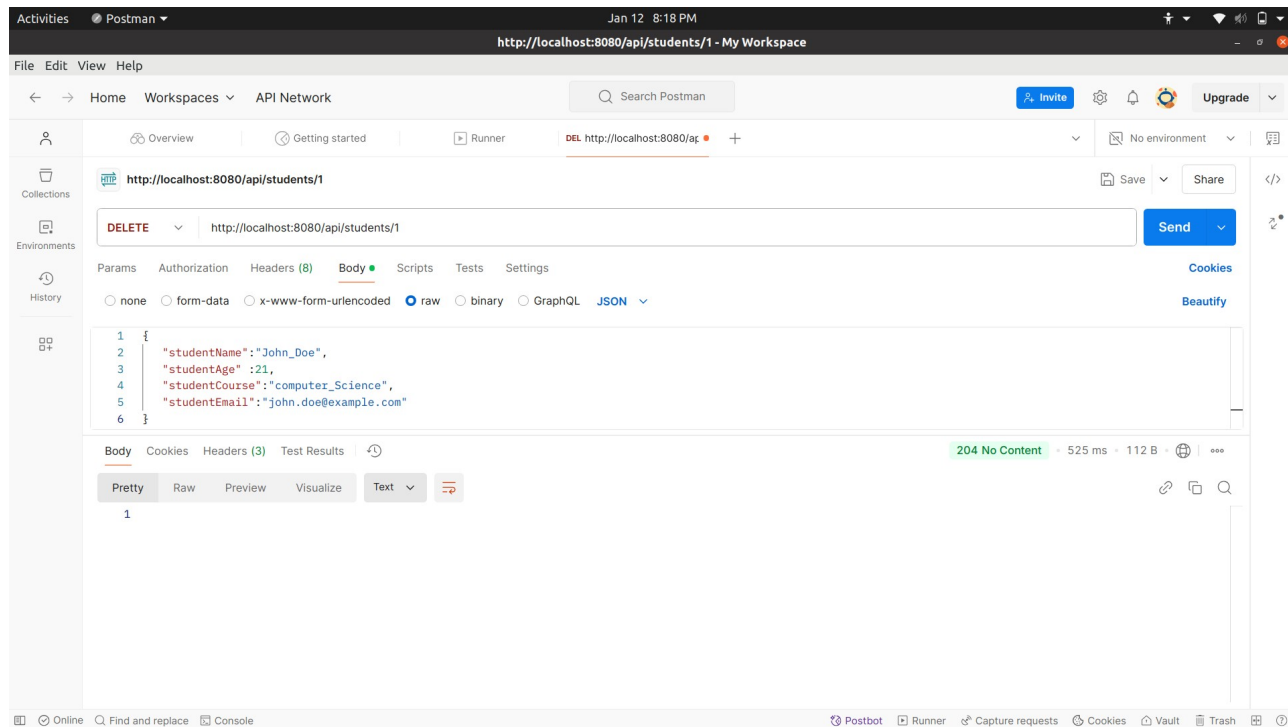 Activities Postman Jan 12 8:18 PM
http://localhost:8080/api/students/1 - My Workspace
File Edit View Help
Home Workspaces API Network Search Postman Invite Upgrade
Overview Getting started Runner DEL http://localhost:8080/ap No environment
Collections
Environments
History
HTTP http://localhost:8080/api/students/1 Save Share
DELETE http://localhost:8080/api/students/1 Send
Params Authorization Headers (8) Body Scripts Tests Settings Cookies
none form-data x-www-form-urlencoded raw binary GraphQL JSON Beautify
1 {
2 "studentName":"John_Doe",
3 "studentAge" :21,
4 "studentCourse":"computer_Science",
5 "studentEmail":"john.doe@example.com"
6 }
Body Cookies Headers (3) Test Results 204 No Content 525 ms 112 B
Pretty Raw Preview Visualize Text
1
Online Find and replace Console Postbot Runner Capture requests Cookies Vault Trash